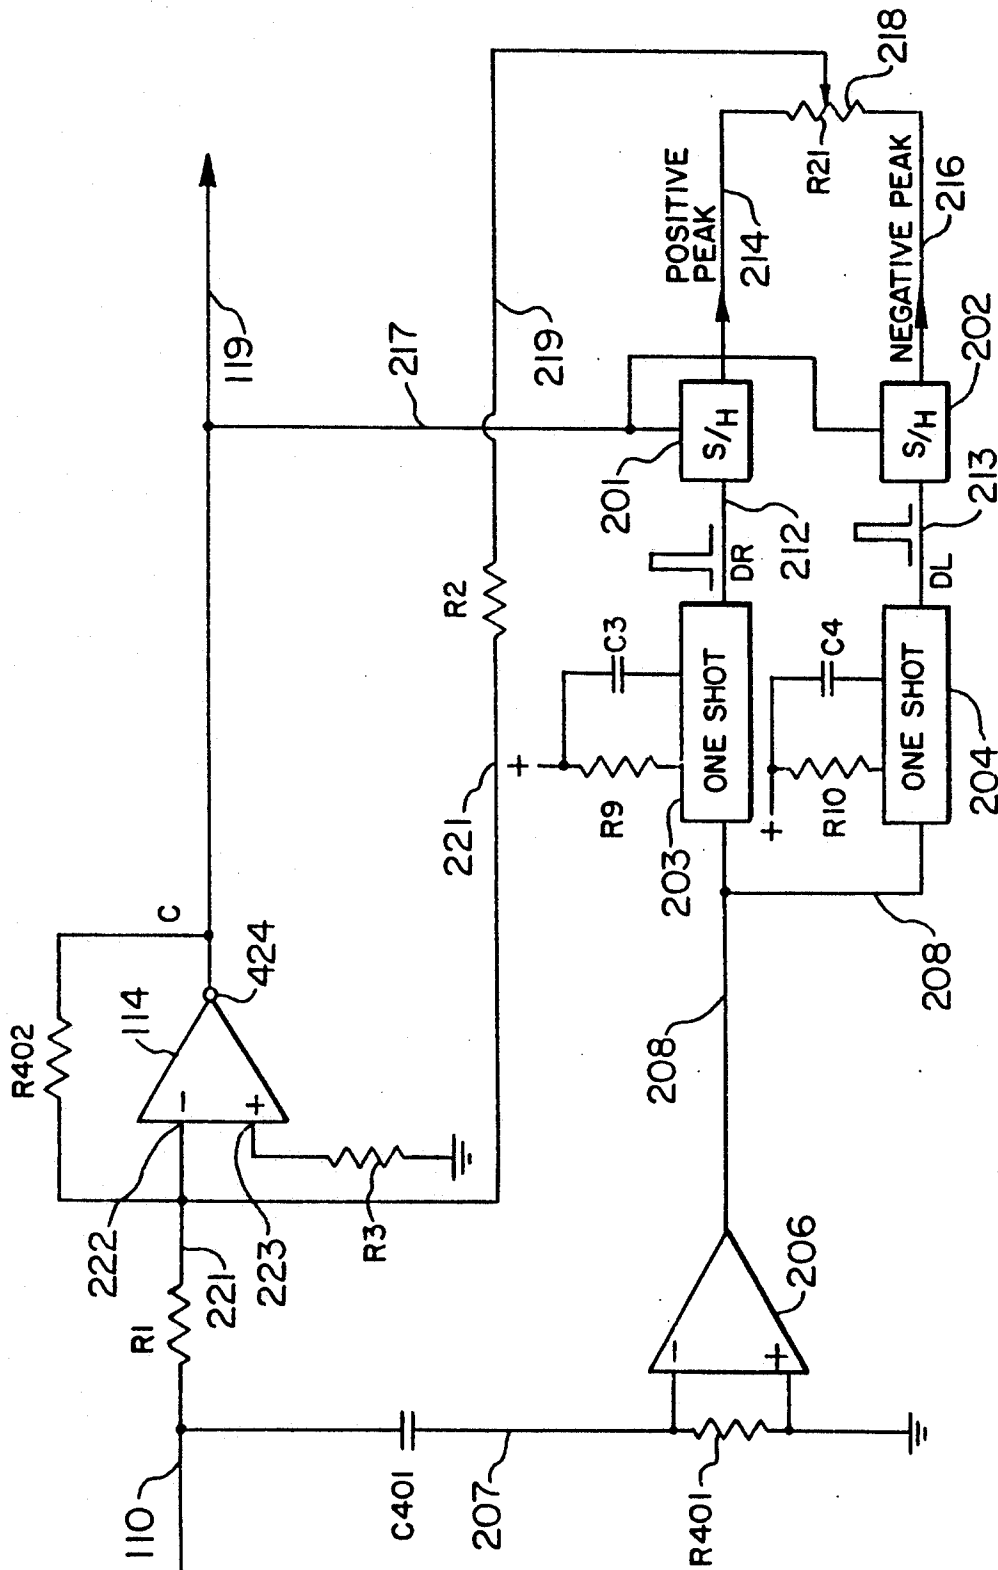 110
R1
221
222
223
R402
114
-
+
424
C
R3
119
217
221
R2
219
C401
207
R401
-
+
206
208
208
+
R9
C3
203
ONE SHOT
DR
212
201
S/H
POSITIVE
PEAK
214
R21
218
+
R10
C4
ONE SHOT
204
DL
213
S/H
202
NEGATIVE PEAK
216